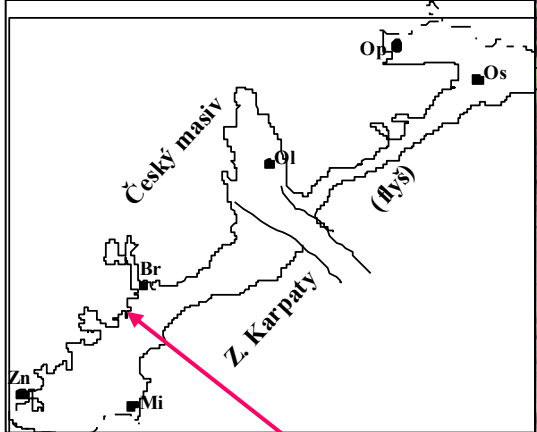 Op
Os
Český masiv
Ol
(flyš)
Br
Z. Karpaty
Zn
Mi